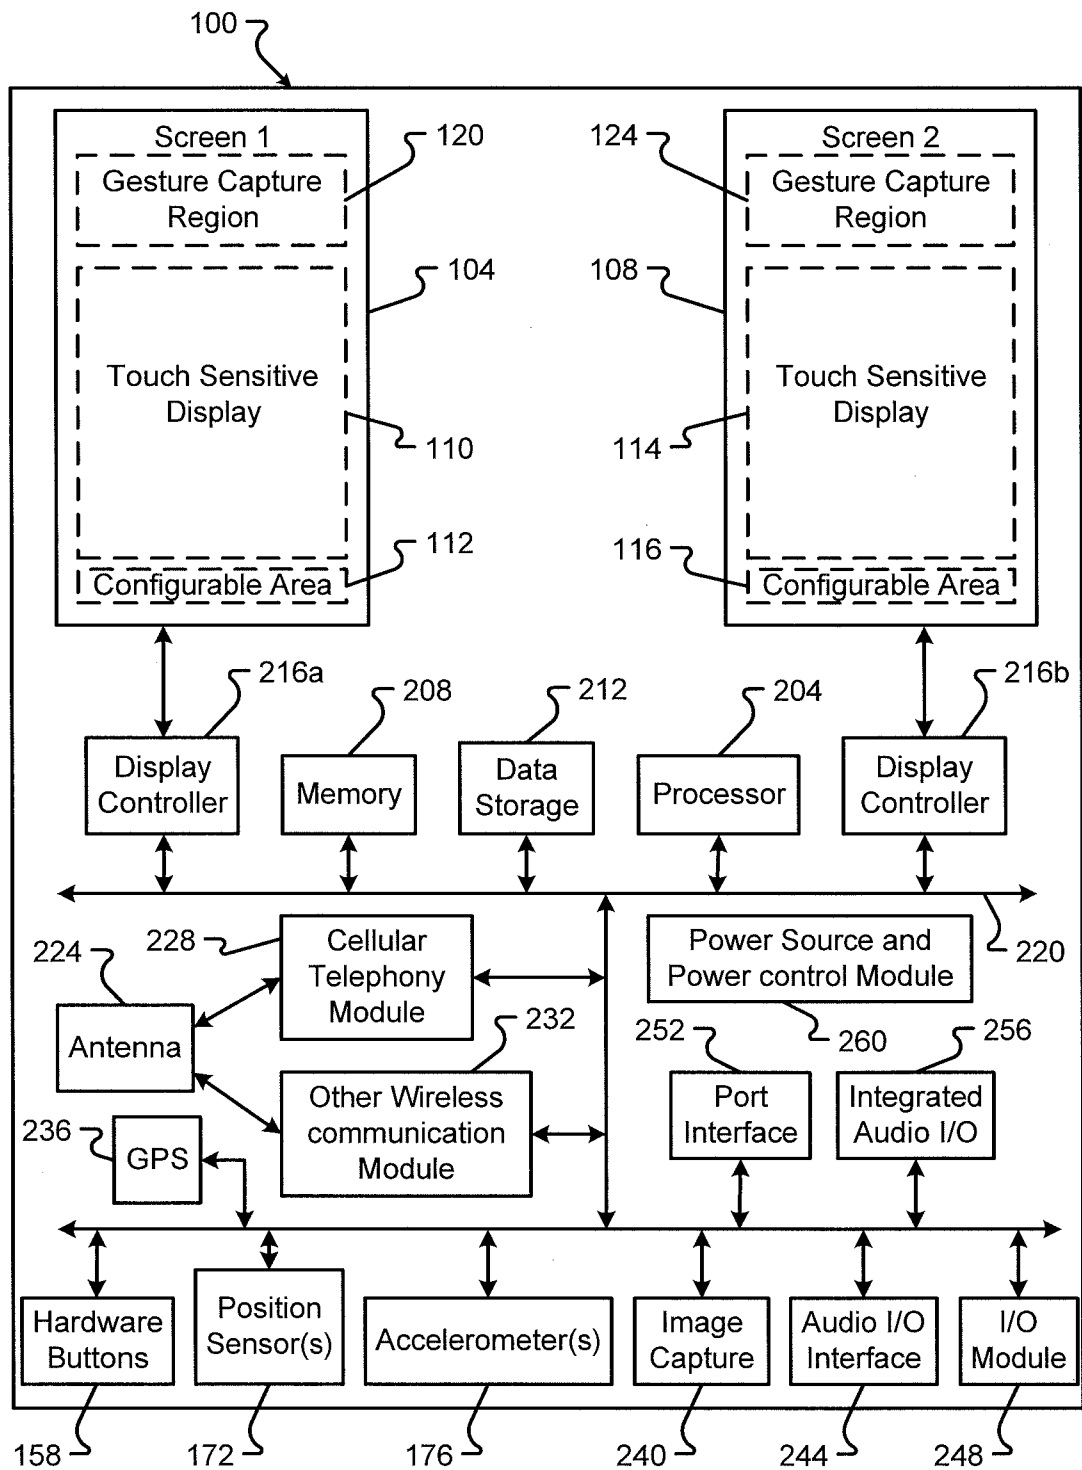 100
Screen 1
Gesture Capture
Region
120
Touch Sensitive
Display
104
110
Configurable Area
112
Screen 2
Gesture Capture
Region
124
Touch Sensitive
Display
108
114
Configurable Area
116
216a
208
212
204
216b
Display
Controller
Memory
Data
Storage
Processor
Display
Controller
220
224
Antenna
228
Cellular
Telephony
Module
Power Source and
Power control Module
260
232
Other Wireless
communication
Module
252
Port
Interface
256
Integrated
Audio I/O
236
GPS
Hardware
Buttons
Position
Sensor(s)
Accelerometer(s)
Image
Capture
Audio I/O
Interface
I/O
Module
158
172
176
240
244
248